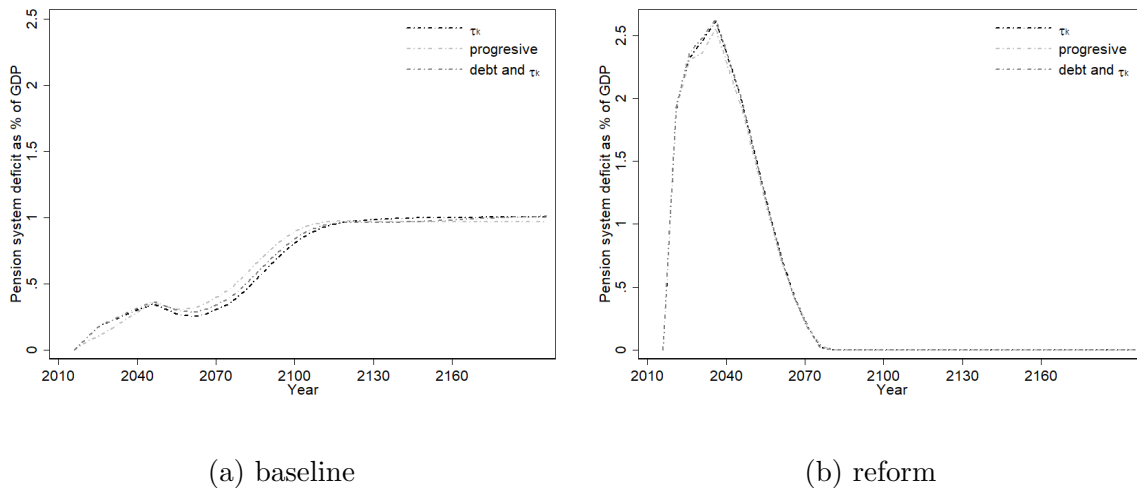 Pension system deficit as % of GDP
2.5
2
1.5
1
.5
0
τk
progresive
debt and τk
2010 2040 2070 2100 2130 2160
Year
(a) baseline
Pension system deficit as % of GDP
2.5
2
1.5
1
.5
0
τk
progresive
debt and τk
2010 2040 2070 2100 2130 2160
Year
(b) reform